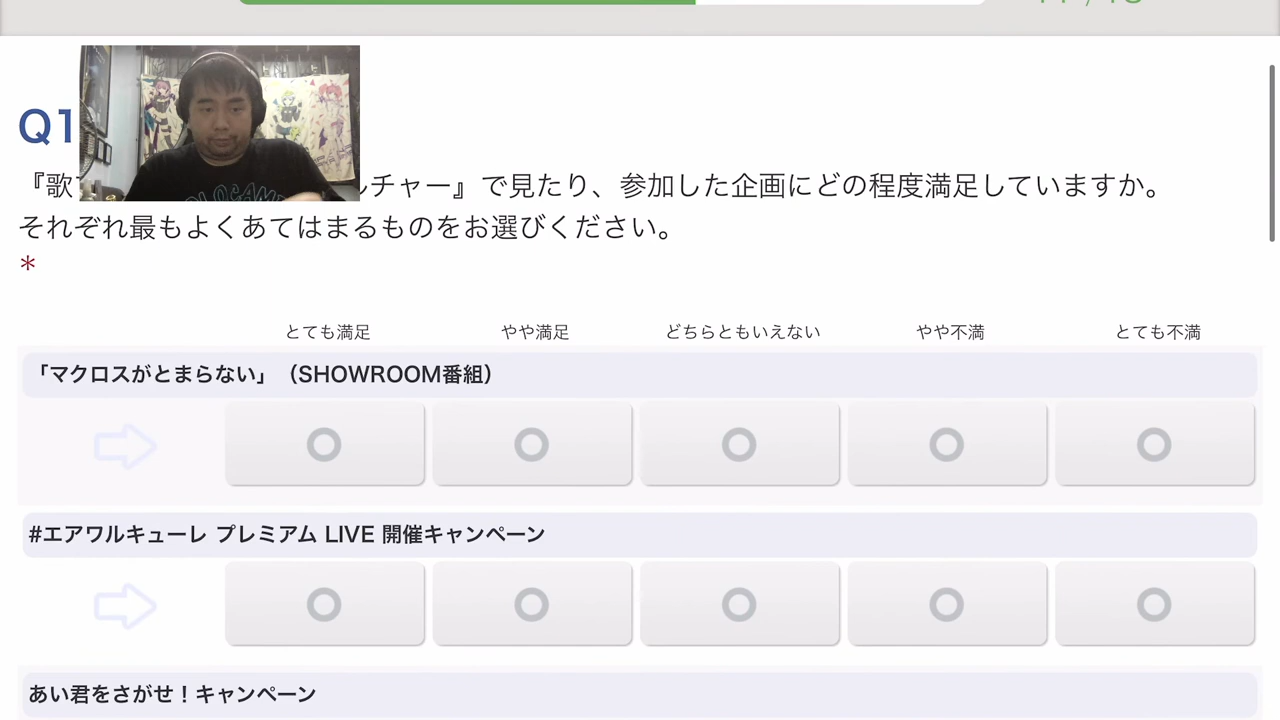 Q1
『歌 ルチャー』で見たり、参加した企画にどの程度満足していますか。
それぞれ最もよくあてはまるものをお選びください。
*
とても満足 やや満足 どちらともいえない やや不満 とても不満
「マクロスがとまらない」（SHOWROOM番組）
#エアワルキューレ プレミアム LIVE 開催キャンペーン
あい君をさがせ！キャンペーン